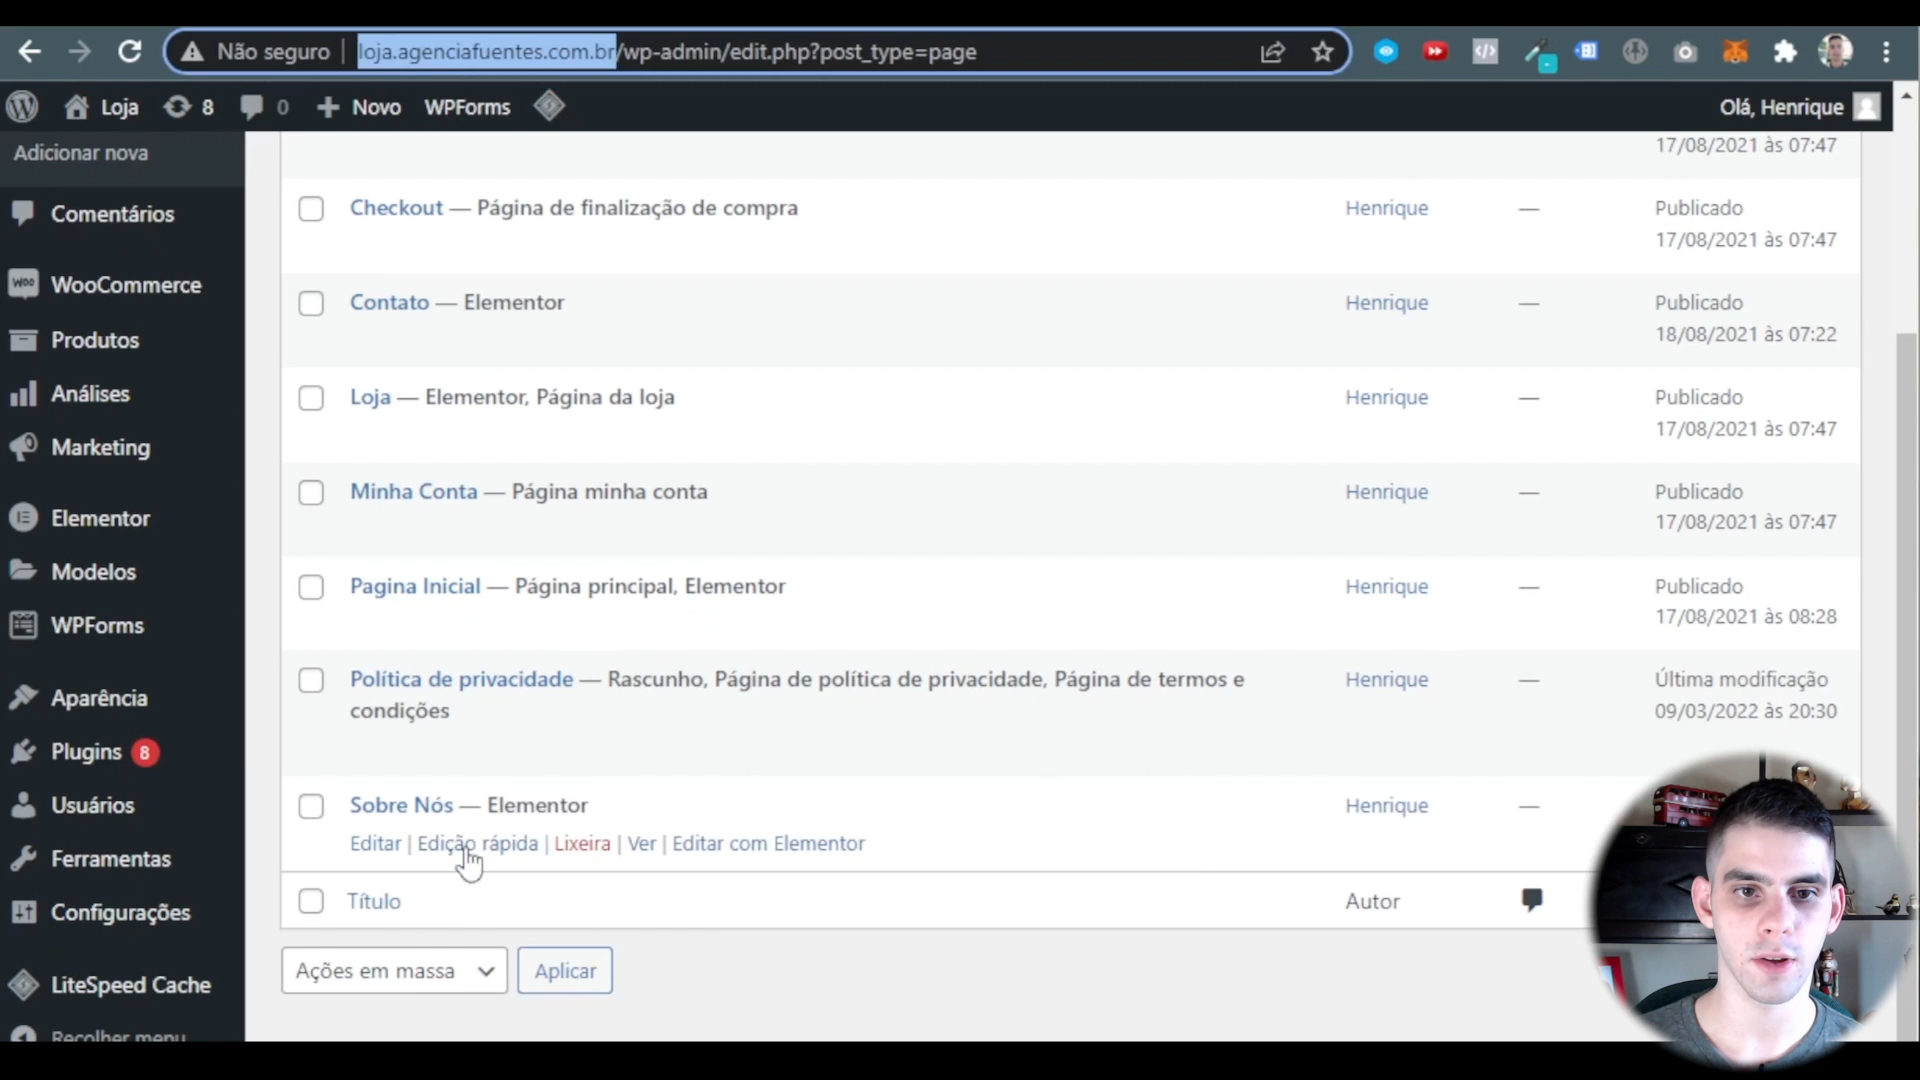 Não seguro | loja.agenciafuentes.com.br/wp-admin/edit.php?post_type=page
Loja 8 0 + Novo WPForms Olá, Henrique
Adicionar nova
Comentários
WooCommerce
Produtos
Análises
Marketing
Elementor
Modelos
WPForms
Aparência
Plugins 8
Usuários
Ferramentas
Configurações
LiteSpeed Cache
Recolher menu
17/08/2021 às 07:47
Checkout — Página de finalização de compra Henrique — Publicado
17/08/2021 às 07:47
Contato — Elementor Henrique — Publicado
18/08/2021 às 07:22
Loja — Elementor, Página da loja Henrique — Publicado
17/08/2021 às 07:47
Minha Conta — Página minha conta Henrique — Publicado
17/08/2021 às 07:47
Pagina Inicial — Página principal, Elementor Henrique — Publicado
17/08/2021 às 08:28
Política de privacidade — Rascunho, Página de política de privacidade, Página de termos e Henrique — Última modificação
condições 09/03/2022 às 20:30
Sobre Nós — Elementor Henrique —
Editar | Edição rápida | Lixeira | Ver | Editar com Elementor
Título Autor
Ações em massa Aplicar